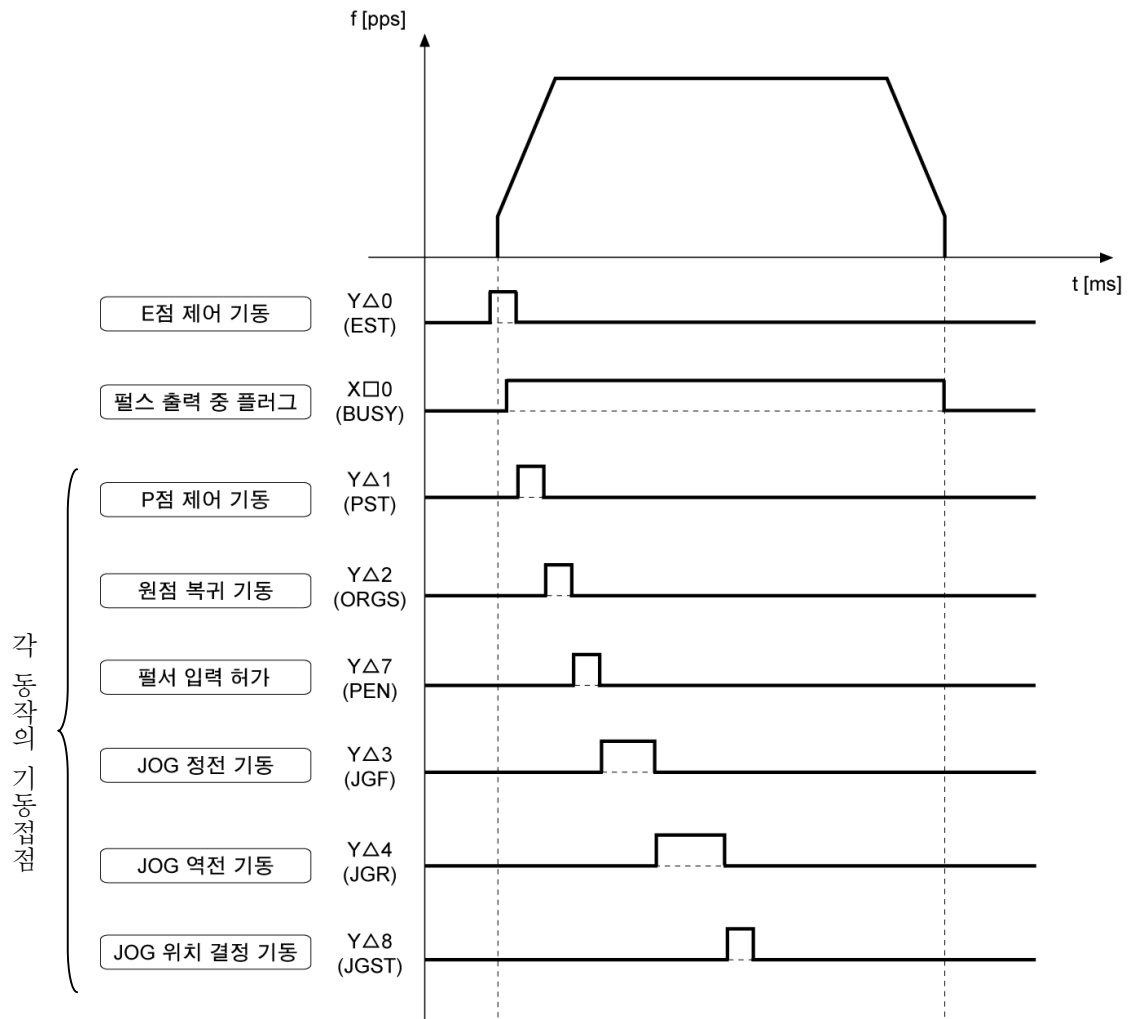 f [pps]
t [ms]
E점 제어 기동
Y△0
(EST)
펄스 출력 중 플러그
X□0
(BUSY)
P점 제어 기동
Y△1
(PST)
원점 복귀 기동
Y△2
(ORGS)
펄서 입력 허가
Y△7
(PEN)
JOG 정전 기동
Y△3
(JGF)
JOG 역전 기동
Y△4
(JGR)
JOG 위치 결정 기동
Y△8
(JGST)
각 동작의 기동접점